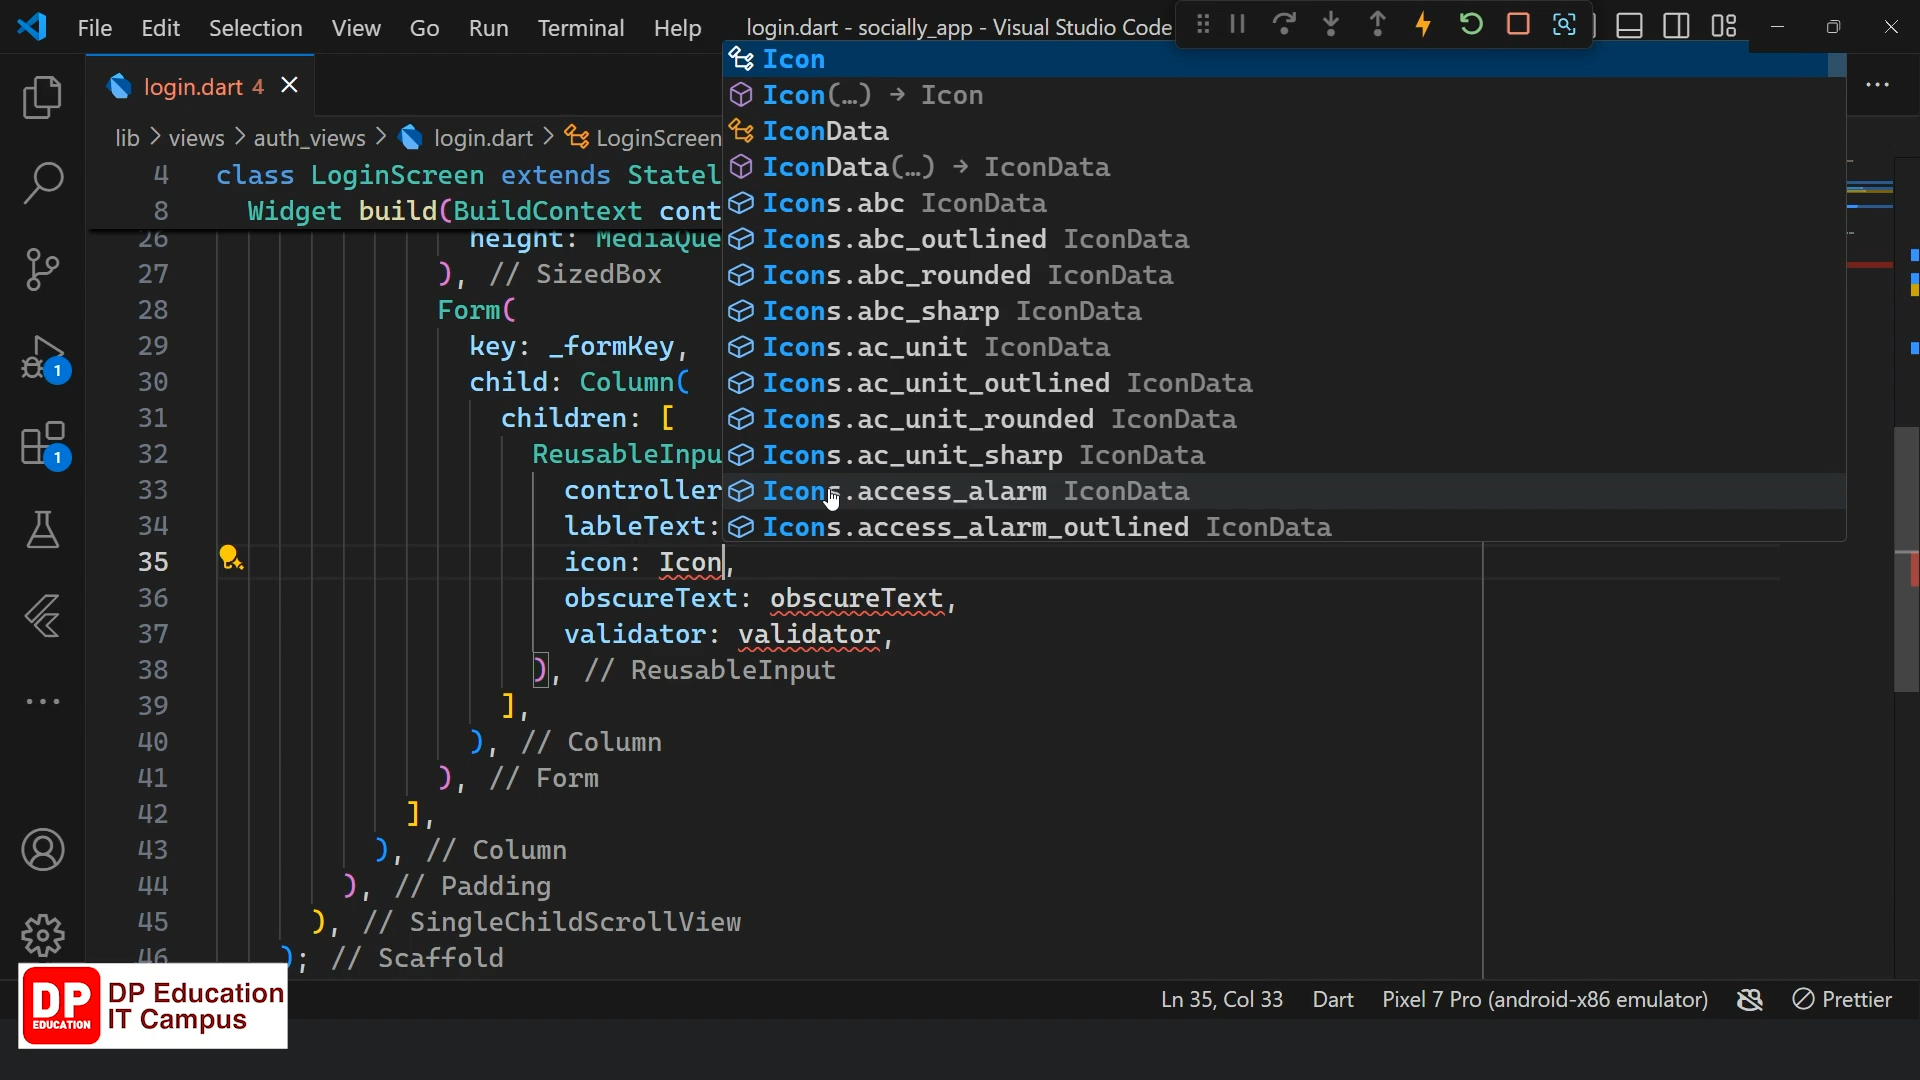 File Edit Selection View Go Run Terminal Help login.dart - socially_app - Visual Studio Code
login.dart 4
lib > views > auth_views > login.dart > LoginScreen
4 class LoginScreen extends Statel
8 Widget build(BuildContext cont
26 height: MediaQue
27 ), // SizedBox
28 Form(
29 key: _formKey,
30 child: Column(
31 children: [
32 ReusableInpu
33 controller
34 lableText:
35 icon: Icon,
36 obscureText: obscureText,
37 validator: validator,
38 ), // ReusableInput
39 ],
40 ), // Column
41 ), // Form
42 ],
43 ), // Column
44 ), // Padding
45 ), // SingleChildScrollView
46 ); // Scaffold
Icon
Icon(…) → Icon
IconData
IconData(…) → IconData
Icons.abc IconData
Icons.abc_outlined IconData
Icons.abc_rounded IconData
Icons.abc_sharp IconData
Icons.ac_unit IconData
Icons.ac_unit_outlined IconData
Icons.ac_unit_rounded IconData
Icons.ac_unit_sharp IconData
Icons.access_alarm IconData
Icons.access_alarm_outlined IconData
1
1
DP EDUCATION
DP Education
IT Campus
Ln 35, Col 33 Dart Pixel 7 Pro (android-x86 emulator) Prettier